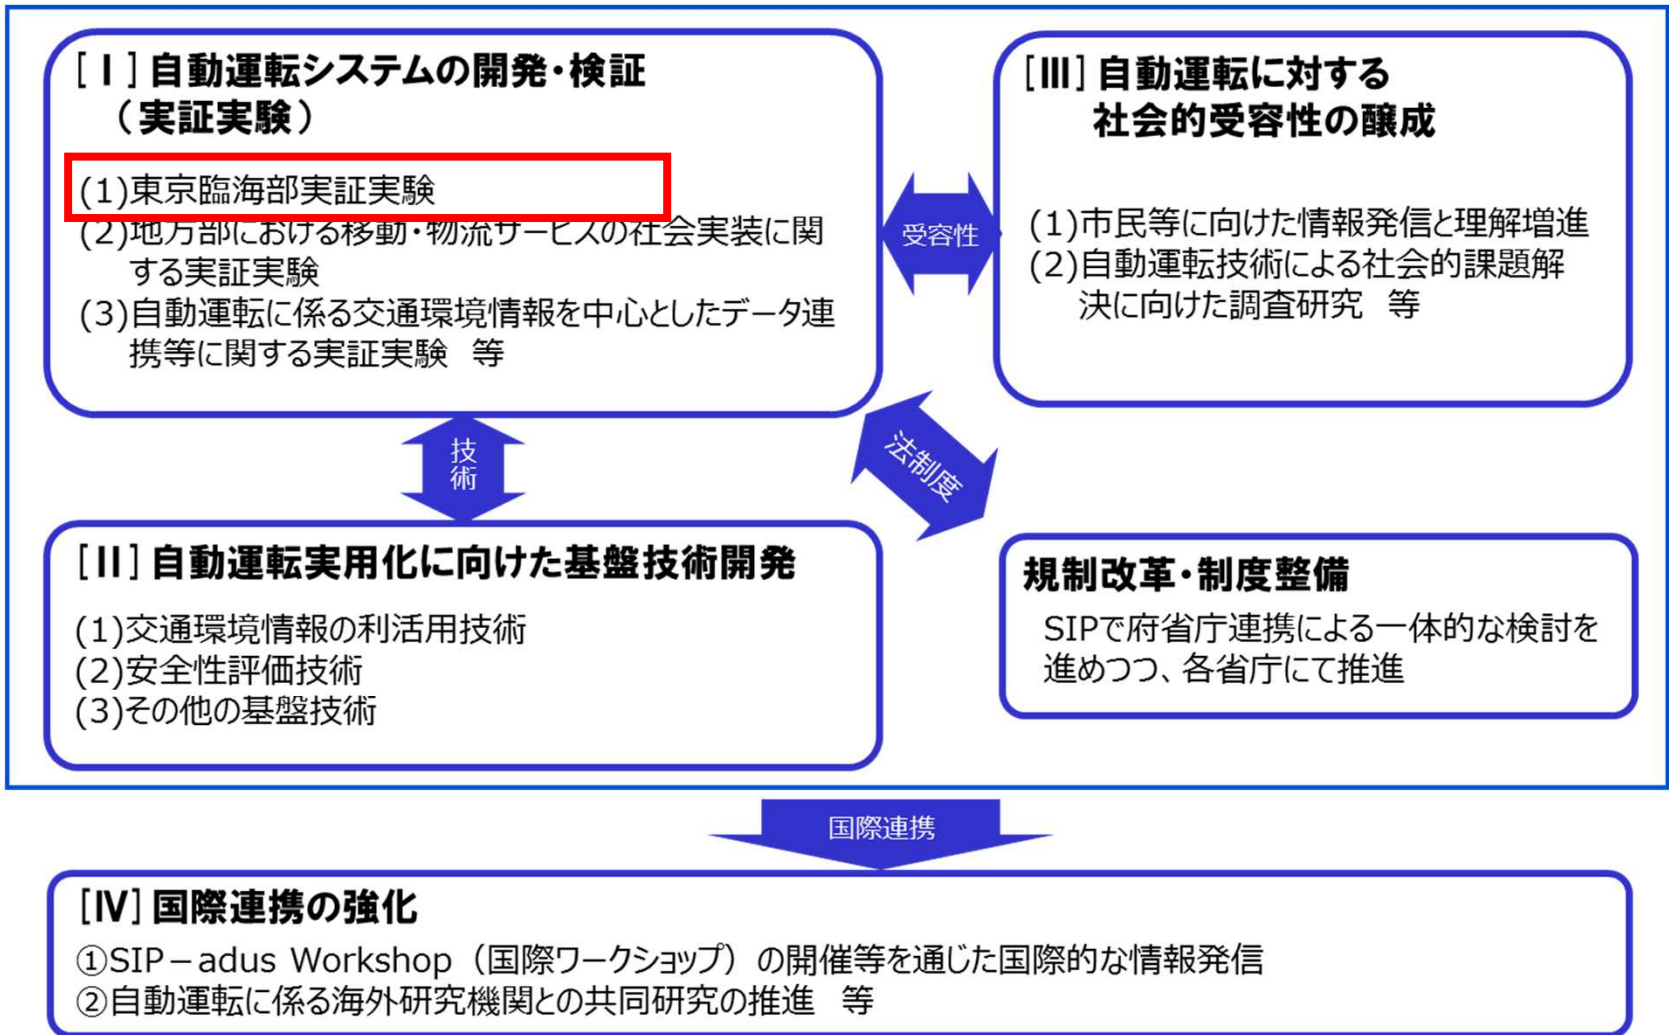 [Ⅰ]自動運転システムの開発・検証
（実証実験）
(1)東京臨海部実証実験
(2)地方部における移動・物流サービスの社会実装に関
する実証実験
(3)自動運転に係る交通環境情報を中心としたデータ連
携等に関する実証実験　等
受容性
[Ⅲ]自動運転に対する
社会的受容性の醸成
(1)市民等に向けた情報発信と理解増進
(2)自動運転技術による社会的課題解
決に向けた調査研究　等
技術
法制度
[Ⅱ]自動運転実用化に向けた基盤技術開発
(1)交通環境情報の利活用技術
(2)安全性評価技術
(3)その他の基盤技術
規制改革・制度整備
SIPで府省庁連携による一体的な検討を
進めつつ、各省庁にて推進
国際連携
[Ⅳ]国際連携の強化
①SIP－adus Workshop（国際ワークショップ）の開催等を通じた国際的な情報発信
②自動運転に係る海外研究機関との共同研究の推進　等